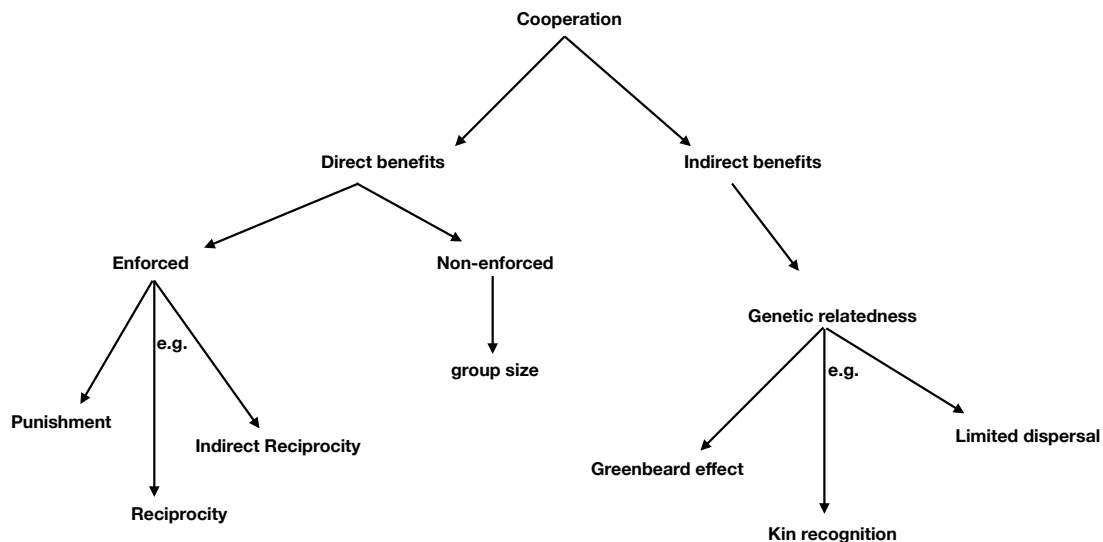 Cooperation
Direct benefits
Indirect benefits
Enforced
Non-enforced
Genetic relatedness
e.g.
group size
e.g.
Punishment
Indirect Reciprocity
Limited dispersal
Greenbeard effect
Reciprocity
Kin recognition